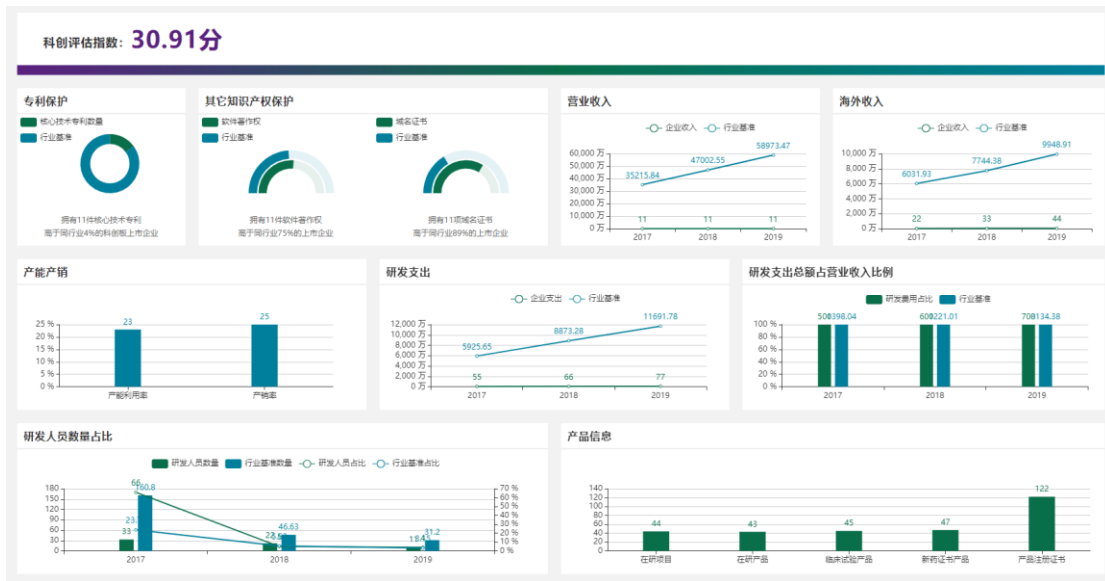 科创评估指数: 30.91分
专利保护
核心技术专利数量
行业基准
拥有11件核心技术专利
高于同行业4%的科创板上市企业
其它知识产权保护
软件著作权
行业基准
拥有11件软件著作权
高于同行业75%的上市企业
域名证书
行业基准
拥有11项域名证书
高于同行业89%的上市企业
营业收入
企业收入 行业基准
60,000 万
50,000 万
40,000 万
30,000 万
20,000 万
10,000 万
0 万
35215.84 47002.55 58973.47
11 11 11
2017 2018 2019
海外收入
企业收入 行业基准
10,000 万
8,000 万
6,000 万
4,000 万
2,000 万
0 万
6031.93 7744.38 9948.91
22 33 44
2017 2018 2019
产能产销
25 %
20 %
15 %
10 %
5 %
0 %
23 25
产能利用率 产销率
研发支出
企业支出 行业基准
12,000 万
10,000 万
8,000 万
6,000 万
4,000 万
2,000 万
0 万
5925.65 8873.28 11691.78
55 66 77
2017 2018 2019
研发支出总额占营业收入比例
研发费用占比 行业基准
100 %
80 %
60 %
40 %
20 %
0 %
2017 2018 2019
研发人员数量占比
研发人员数量 行业基准数量 研发人员占比 行业基准占比
180
150
120
90
60
30
0
70 %
60 %
50 %
40 %
30 %
20 %
10 %
0 %
66 160.8
33
46.63
31.2
2017 2018 2019
产品信息
140
120
100
80
60
40
20
0
44 43 45 47 122
在研项目 在研产品 临床试验产品 新药证书产品 产品注册证书